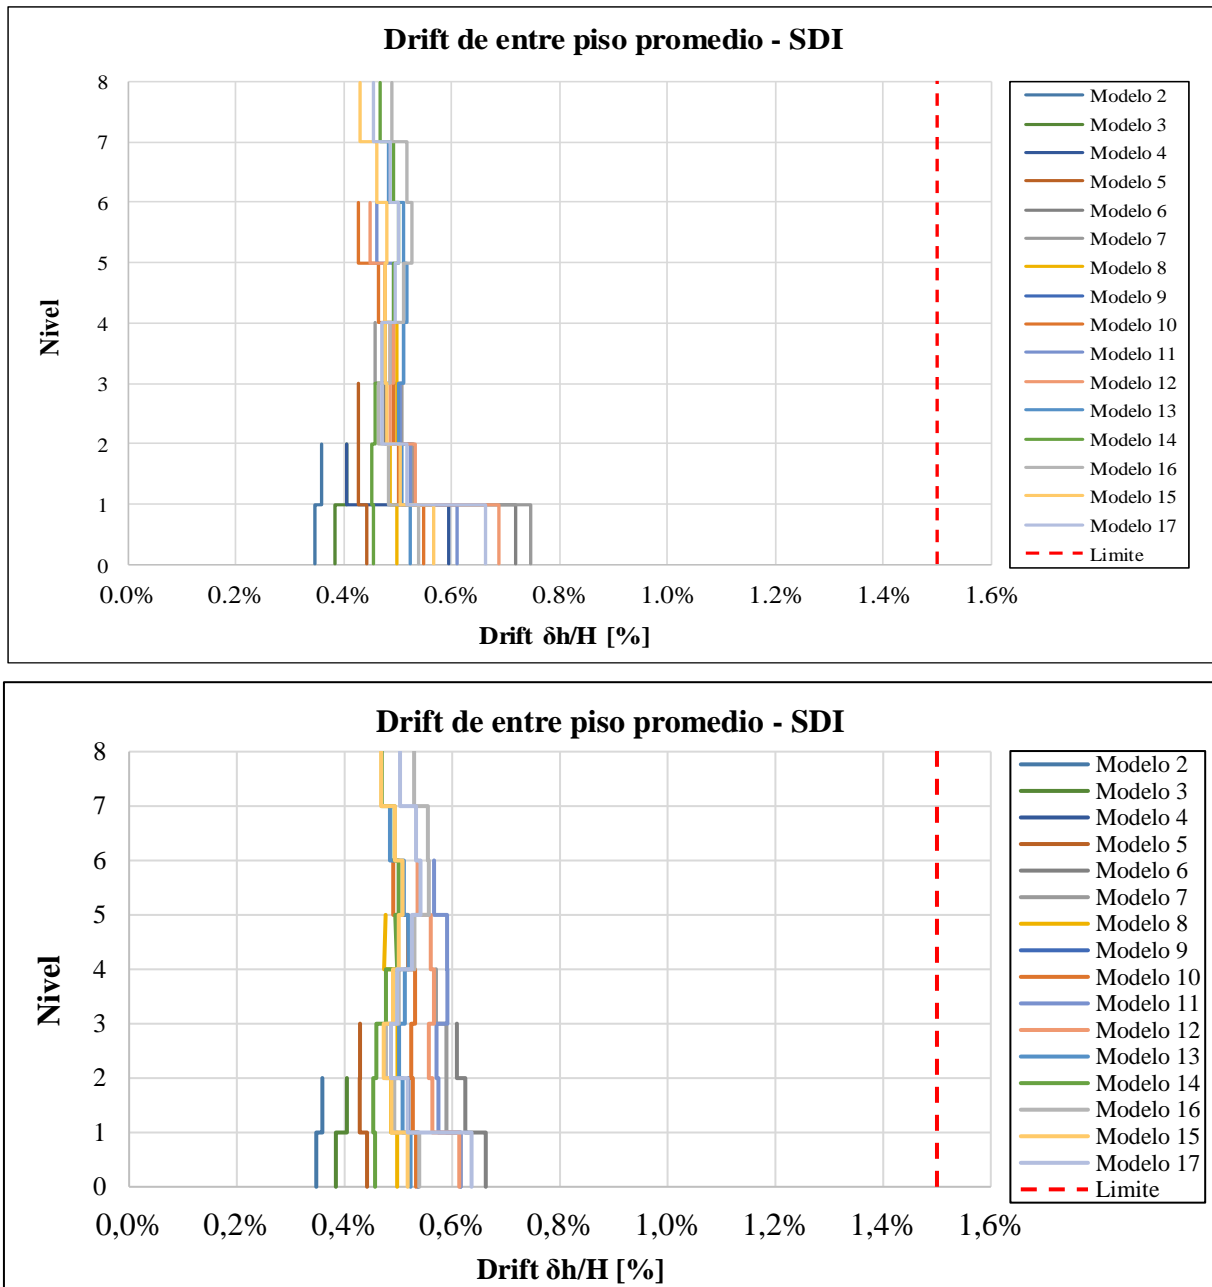 Drift de entre piso promedio - SDI
8
7
6
5
4
3
2
1
0
Nivel
0.0%
0.2%
0.4%
0.6%
0.8%
1.0%
1.2%
1.4%
1.6%
Drift δh/H [%]
Modelo 2
Modelo 3
Modelo 4
Modelo 5
Modelo 6
Modelo 7
Modelo 8
Modelo 9
Modelo 10
Modelo 11
Modelo 12
Modelo 13
Modelo 14
Modelo 16
Modelo 15
Modelo 17
Limite
Drift de entre piso promedio - SDI
8
7
6
5
4
3
2
1
0
Nivel
0,0%
0,2%
0,4%
0,6%
0,8%
1,0%
1,2%
1,4%
1,6%
Drift δh/H [%]
Modelo 2
Modelo 3
Modelo 4
Modelo 5
Modelo 6
Modelo 7
Modelo 8
Modelo 9
Modelo 10
Modelo 11
Modelo 12
Modelo 13
Modelo 14
Modelo 16
Modelo 15
Modelo 17
Limite